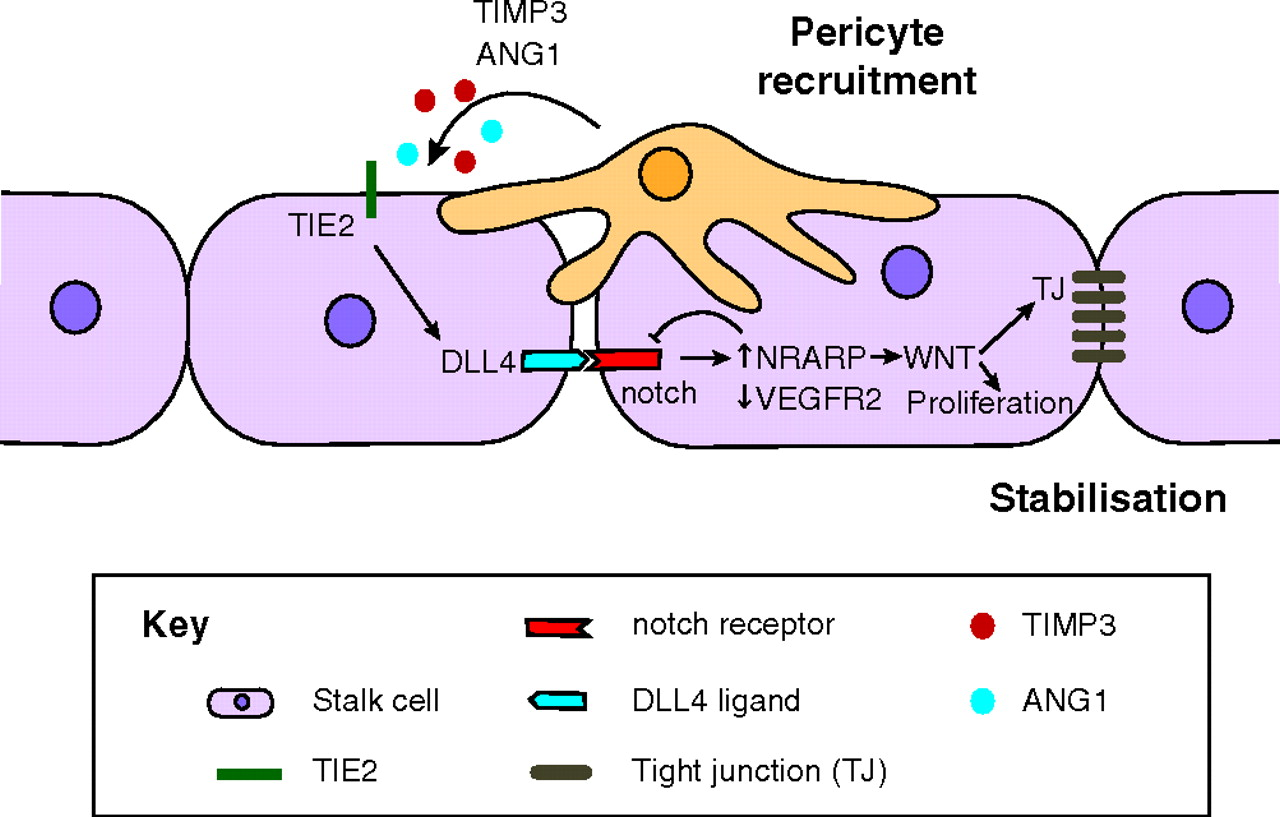 TIMP3
ANG1
Pericyte
recruitment
TIE2
TJ
DLL4
notch
↑NRARP
WNT
↓VEGFR2
Proliferation
Stabilisation
Key
notch receptor
TIMP3
Stalk cell
DLL4 ligand
ANG1
TIE2
Tight junction (TJ)